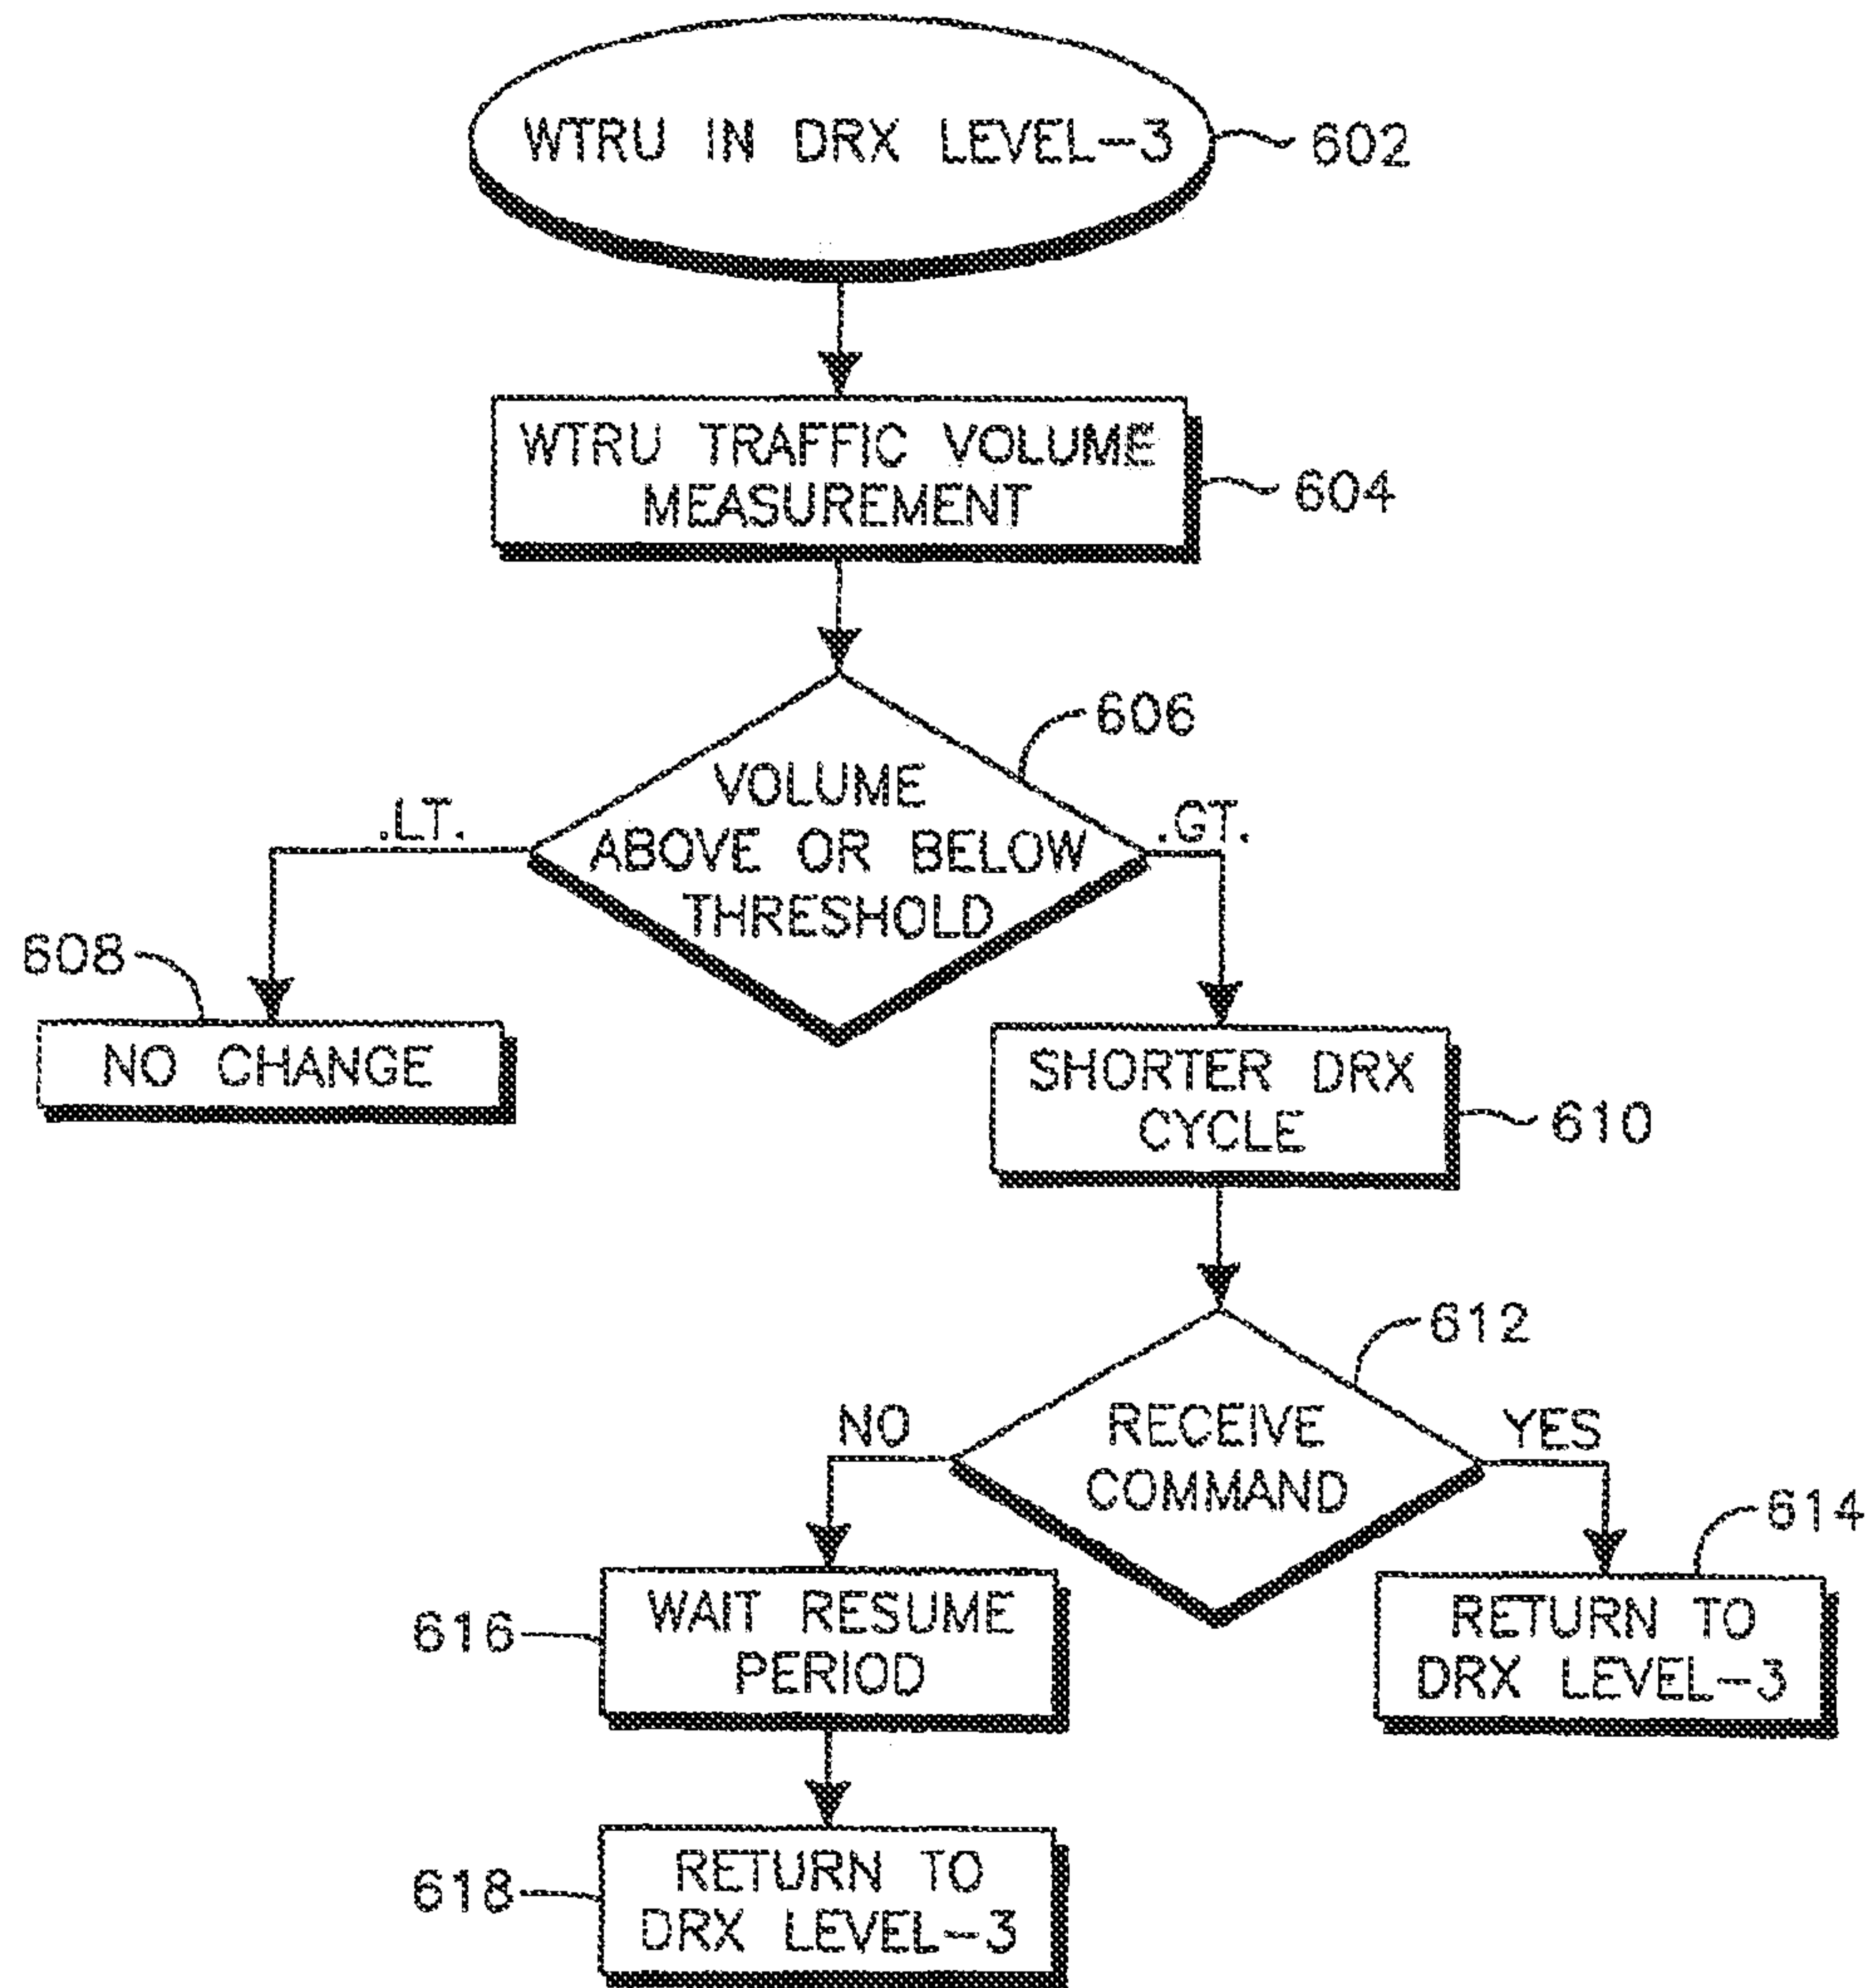 WTRU IN DRX LEVEL-3
602
WTRU TRAFFIC VOLUME
MEASUREMENT
604
606
VOLUME
ABOVE OR BELOW
THRESHOLD
.LT.
.GT.
608
NO CHANGE
SHORTER DRX
CYCLE
610
612
RECEIVE
COMMAND
NO
YES
614
616
WAIT RESUME
PERIOD
RETURN TO
DRX LEVEL-3
618
RETURN TO
DRX LEVEL-3